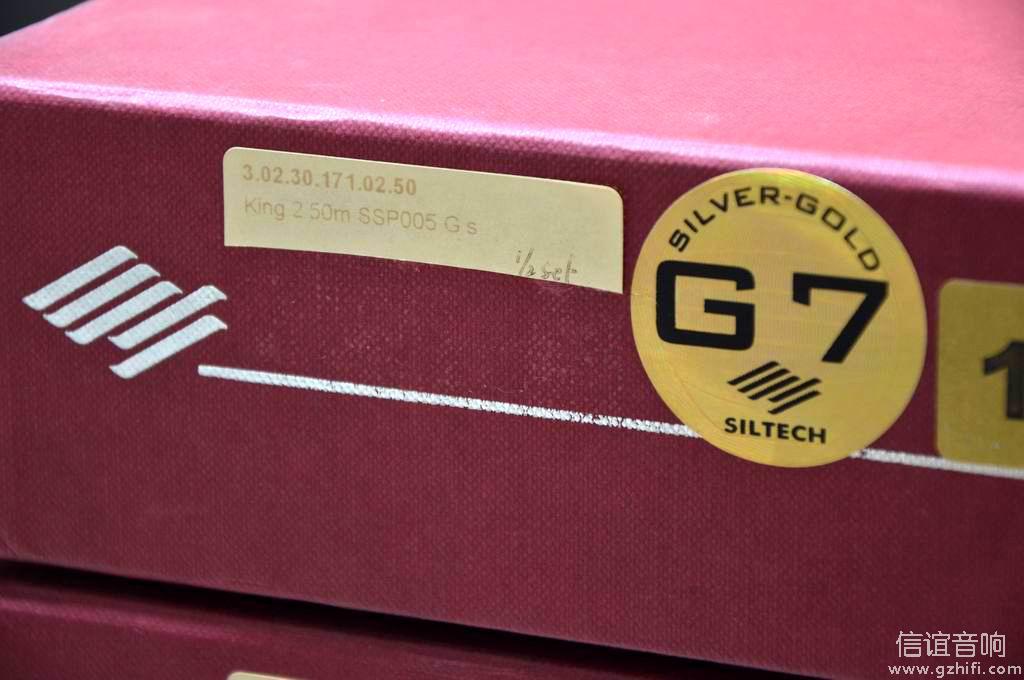 3.02.30.171.02.50
King 2 50m SSP005 G s
1/2 set
SILVER-GOLD
G7
SILTECH
1
信谊音响
www.gzhifi.com